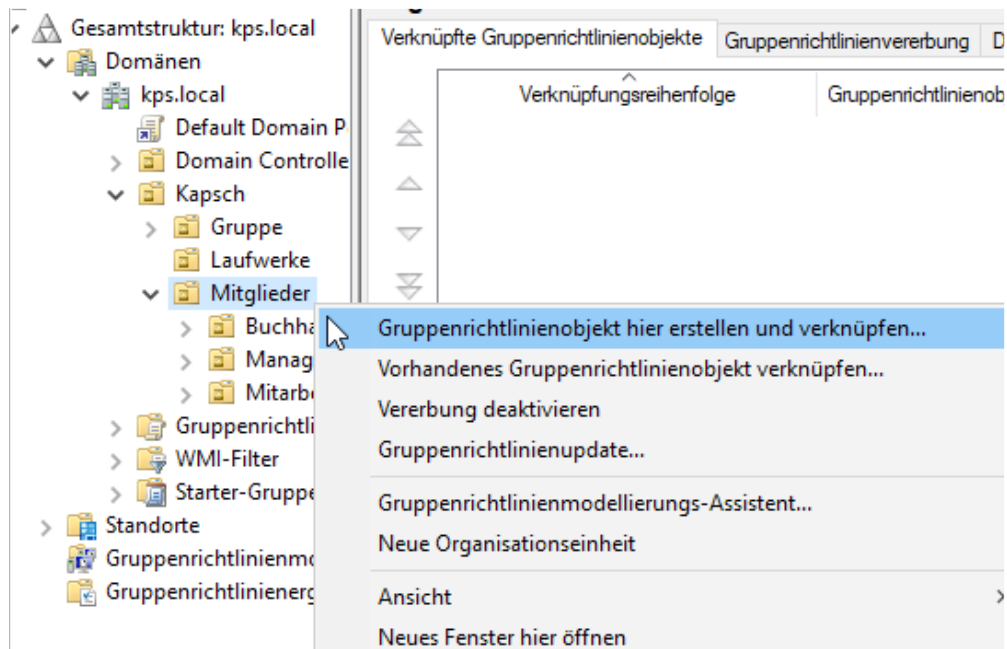 Gesamtstruktur: kps.local
Domänen
kps.local
Default Domain P
Domain Controlle
Kapsch
Gruppe
Laufwerke
Mitglieder
Buchha
Manag
Mitarb
Gruppenrichtli
WMI-Filter
Starter-Gruppe
Standorte
Gruppenrichtlinienmo
Gruppenrichtlinienerg
Verknüpfte Gruppenrichtlinienobjekte
Gruppenrichtlinienvererbung
D
Verknüpfungsreihenfolge
Gruppenrichtlinienob
Gruppenrichtlinienobjekt hier erstellen und verknüpfen...
Vorhandenes Gruppenrichtlinienobjekt verknüpfen...
Vererbung deaktivieren
Gruppenrichtlinienupdate...
Gruppenrichtlinienmodellierungs-Assistent...
Neue Organisationseinheit
Ansicht
Neues Fenster hier öffnen